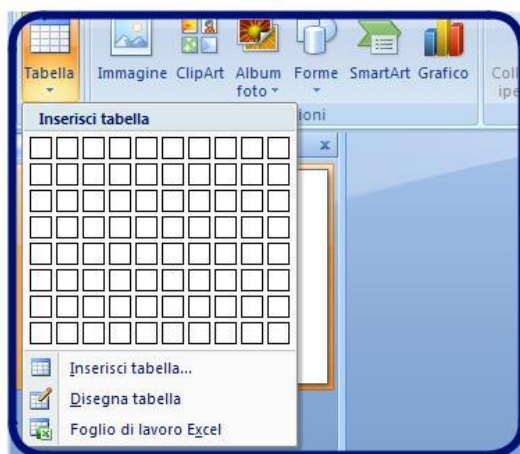 Tabella Immagine ClipArt Album foto Forme SmartArt Grafico
Inserisci tabella
Inserisci tabella...
Disegna tabella
Foglio di lavoro Excel